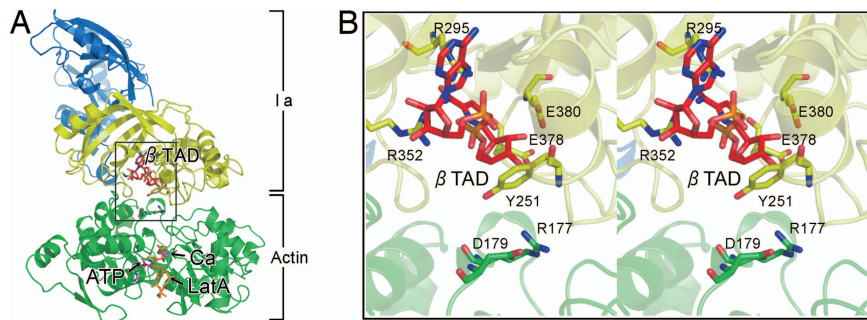 A
I a
β TAD
Actin
Ca
ATP
LatA
B
R295
E380
E378
R352
β TAD
Y251
R177
D179
R295
E380
E378
R352
β TAD
Y251
R177
D179